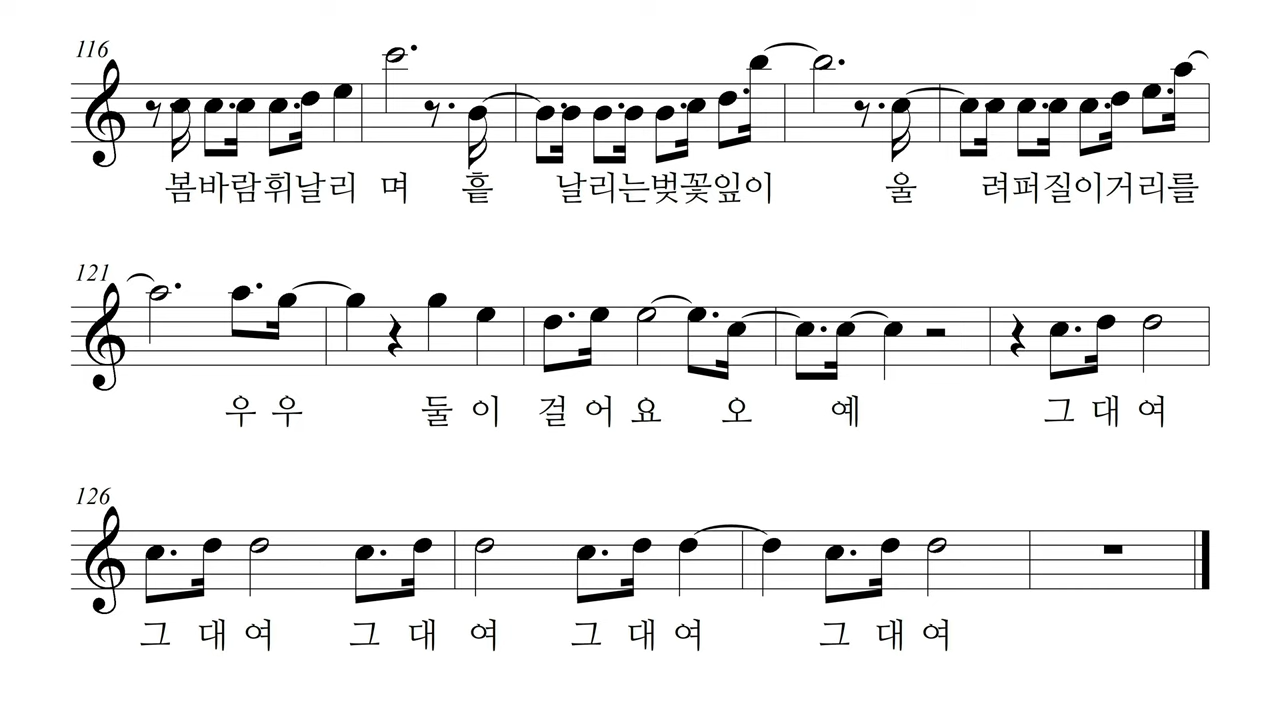 116
봄바람휘날리 며 흩 날리는벚꽃잎이 울 려퍼질이거리를
121
우 우 둘 이 걸 어 요 오 예 그 대 여
126
그 대 여 그 대 여 그 대 여 그 대 여